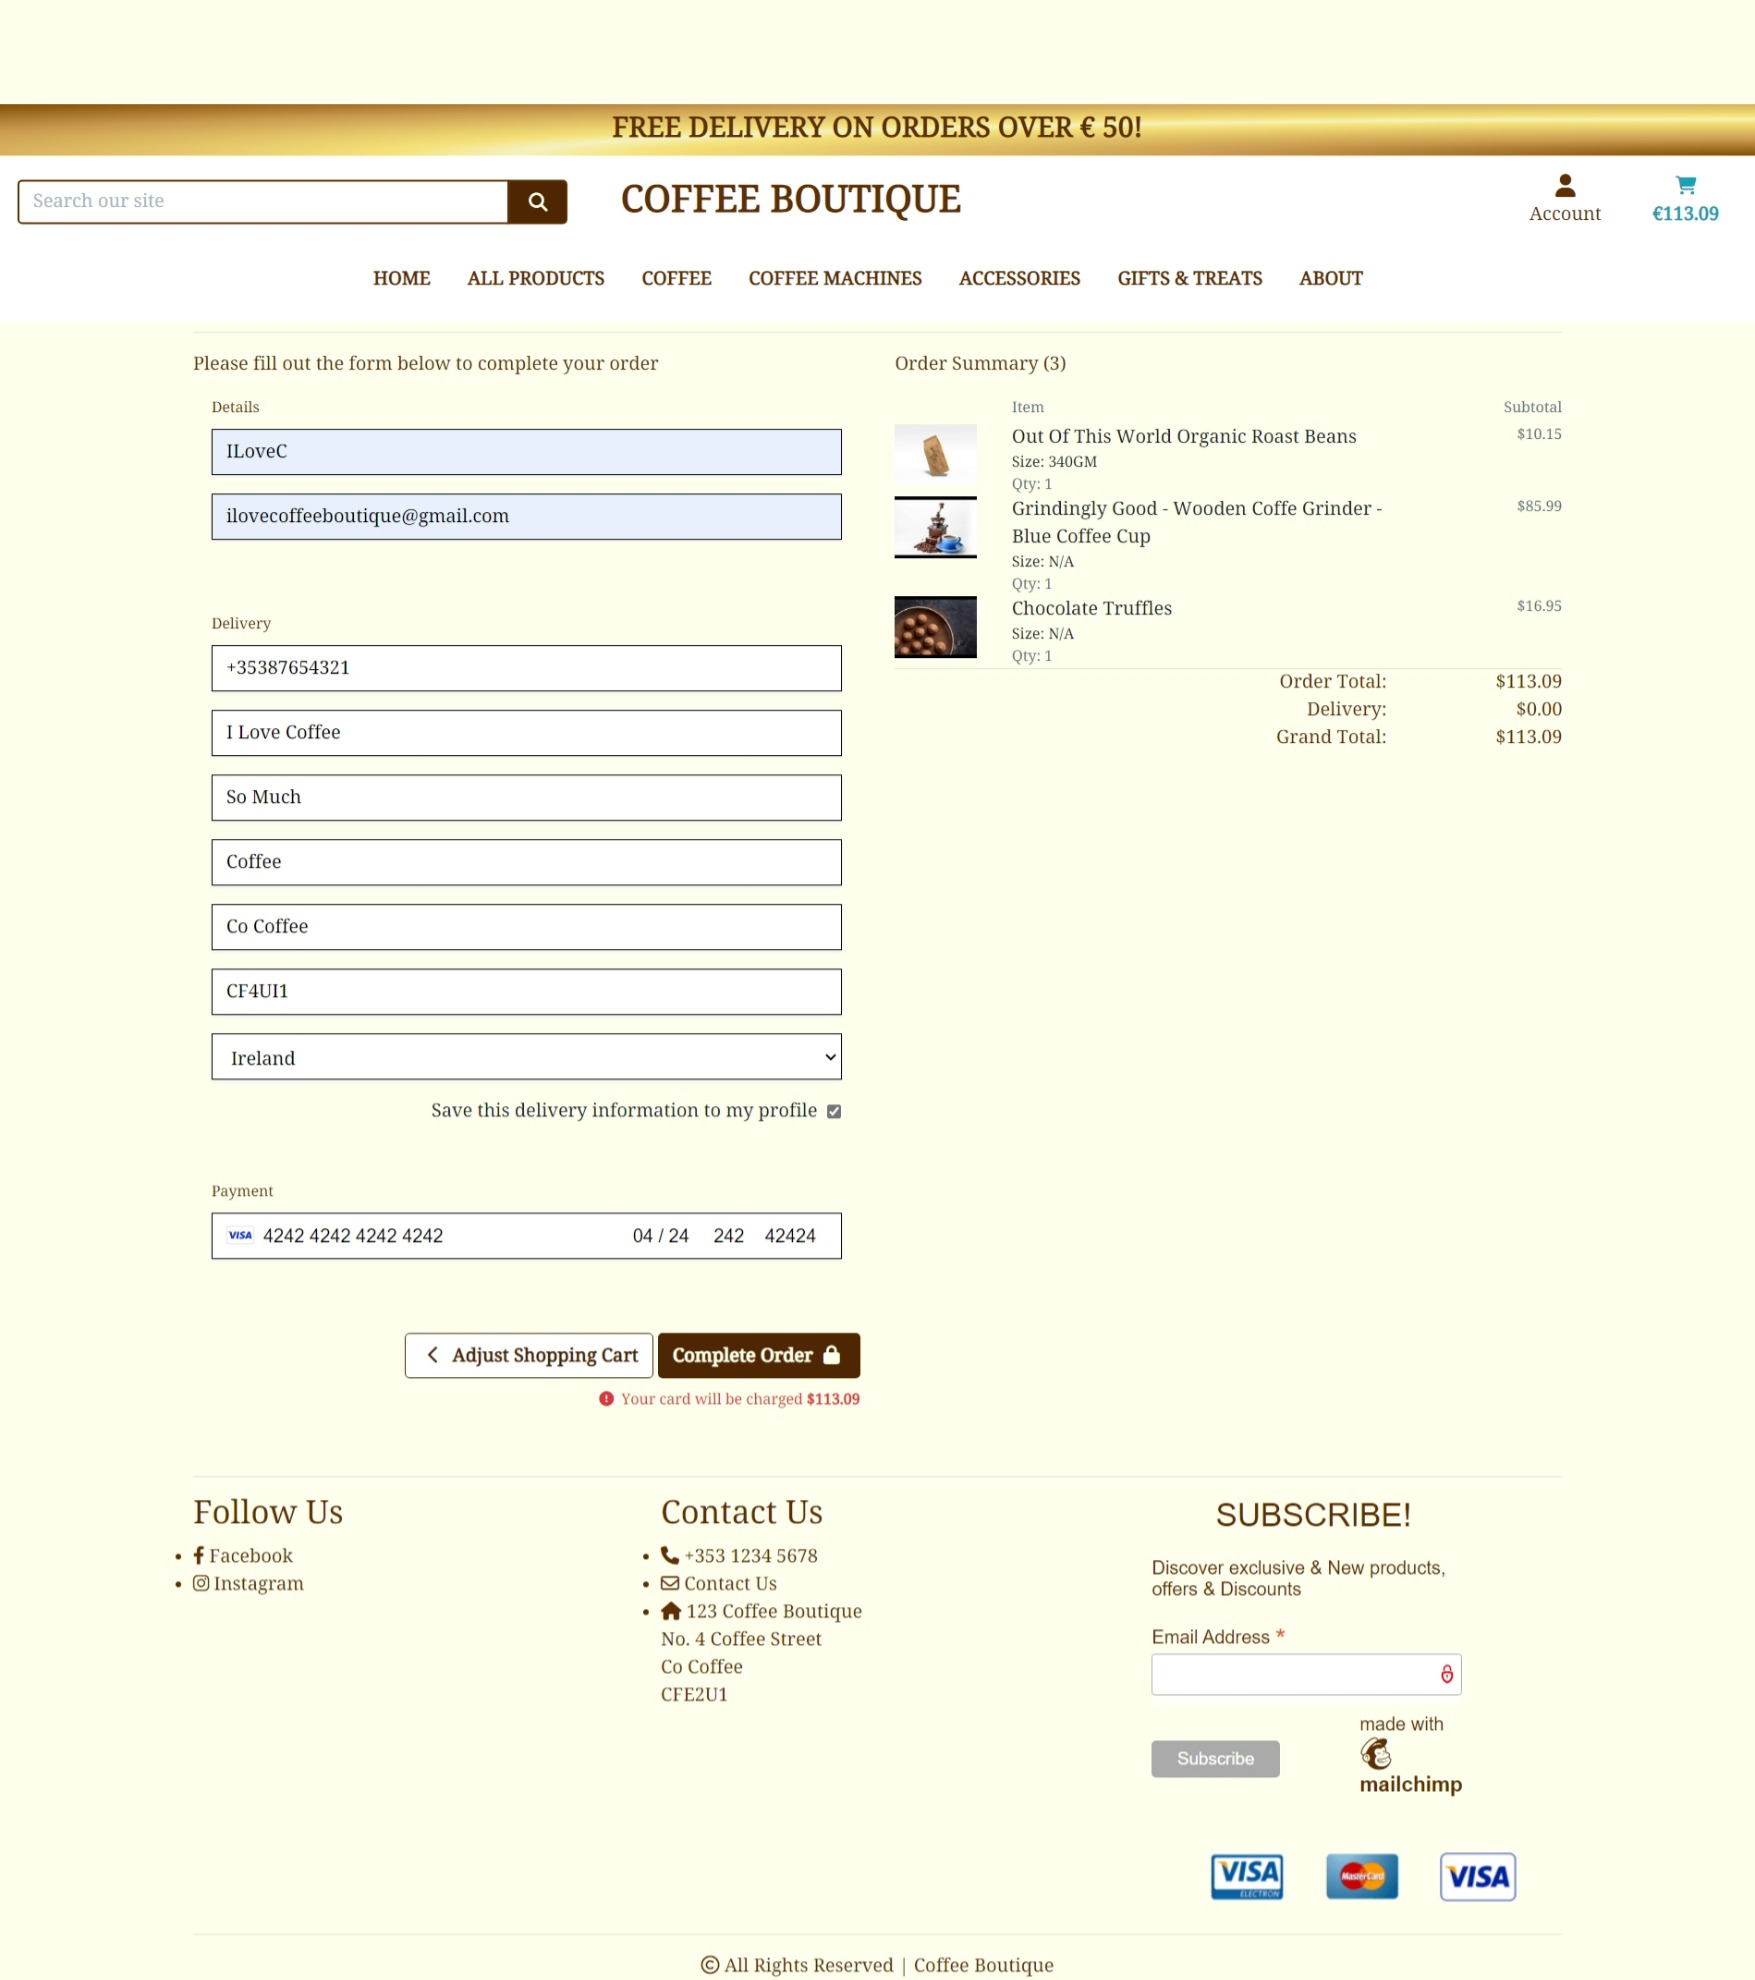 FREE DELIVERY ON ORDERS OVER € 50!
Search our site
COFFEE BOUTIQUE
Account
€113.09
HOME ALL PRODUCTS COFFEE COFFEE MACHINES ACCESSORIES GIFTS & TREATS ABOUT
Please fill out the form below to complete your order
Details
ILoveC
ilovecoffeeboutique@gmail.com
Delivery
+35387654321
I Love Coffee
So Much
Coffee
Co Coffee
CF4UI1
Ireland
Save this delivery information to my profile
Payment
VISA 4242 4242 4242 4242 04 / 24 242 42424
Adjust Shopping Cart
Complete Order
Your card will be charged $113.09
Order Summary (3)
Item Subtotal
Out Of This World Organic Roast Beans $10.15
Size: 340GM
Qty: 1
Grindingly Good - Wooden Coffe Grinder - $85.99
Blue Coffee Cup
Size: N/A
Qty: 1
Chocolate Truffles $16.95
Size: N/A
Qty: 1
Order Total: $113.09
Delivery: $0.00
Grand Total: $113.09
Follow Us
Facebook
Instagram
Contact Us
+353 1234 5678
Contact Us
123 Coffee Boutique
No. 4 Coffee Street
Co Coffee
CFE2U1
SUBSCRIBE!
Discover exclusive & New products,
offers & Discounts
Email Address *
Subscribe
made with
mailchimp
VISA
ELECTRON
MasterCard
VISA
© All Rights Reserved | Coffee Boutique